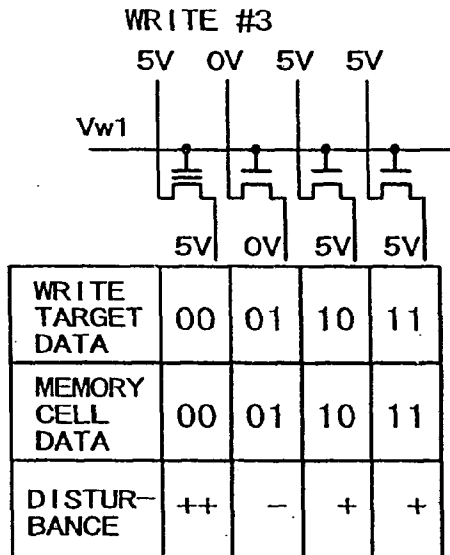 WRITE #3
5V 0V 5V 5V
Vw1
5V 0V 5V 5V
WRITE TARGET DATA 00 01 10 11
MEMORY CELL DATA 00 01 10 11
DISTUR-BANCE ++ - + +